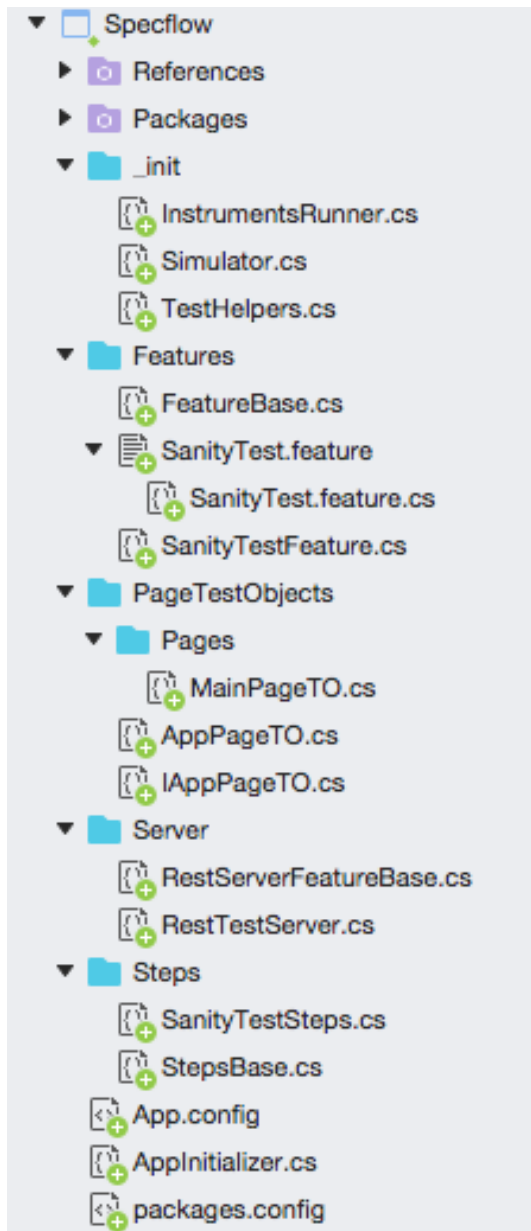 Specflow
References
Packages
_init
InstrumentsRunner.cs
Simulator.cs
TestHelpers.cs
Features
FeatureBase.cs
SanityTest.feature
SanityTest.feature.cs
SanityTestFeature.cs
PageTestObjects
Pages
MainPageTO.cs
AppPageTO.cs
IAppPageTO.cs
Server
RestServerFeatureBase.cs
RestTestServer.cs
Steps
SanityTestSteps.cs
StepsBase.cs
App.config
AppInitializer.cs
packages.config